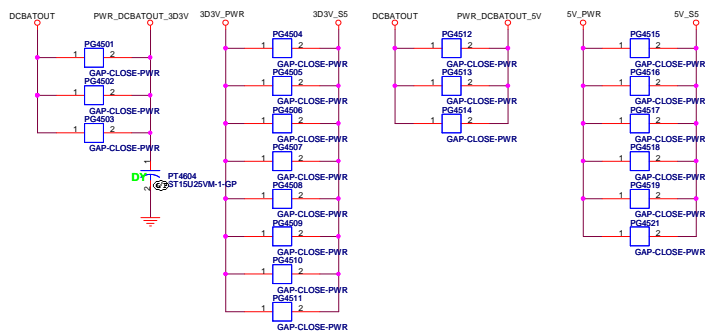 DCBATOUT PWR_DCBATOUT_3D3V
1 PG4501 2
GAP-CLOSE-PWR
1 PG4502 2
GAP-CLOSE-PWR
1 PG4503 2
GAP-CLOSE-PWR
1
DY PT4604
ST15U25VM-1-GP
2
3D3V_PWR 3D3V_S5
1 PG4504 2
GAP-CLOSE-PWR
1 PG4505 2
GAP-CLOSE-PWR
1 PG4506 2
GAP-CLOSE-PWR
1 PG4507 2
GAP-CLOSE-PWR
1 PG4508 2
GAP-CLOSE-PWR
1 PG4509 2
GAP-CLOSE-PWR
1 PG4510 2
GAP-CLOSE-PWR
1 PG4511 2
GAP-CLOSE-PWR
DCBATOUT PWR_DCBATOUT_5V
1 PG4512 2
GAP-CLOSE-PWR
1 PG4513 2
GAP-CLOSE-PWR
1 PG4514 2
GAP-CLOSE-PWR
5V_PWR 5V_S5
1 PG4515 2
GAP-CLOSE-PWR
1 PG4516 2
GAP-CLOSE-PWR
1 PG4517 2
GAP-CLOSE-PWR
1 PG4518 2
GAP-CLOSE-PWR
1 PG4519 2
GAP-CLOSE-PWR
1 PG4521 2
GAP-CLOSE-PWR